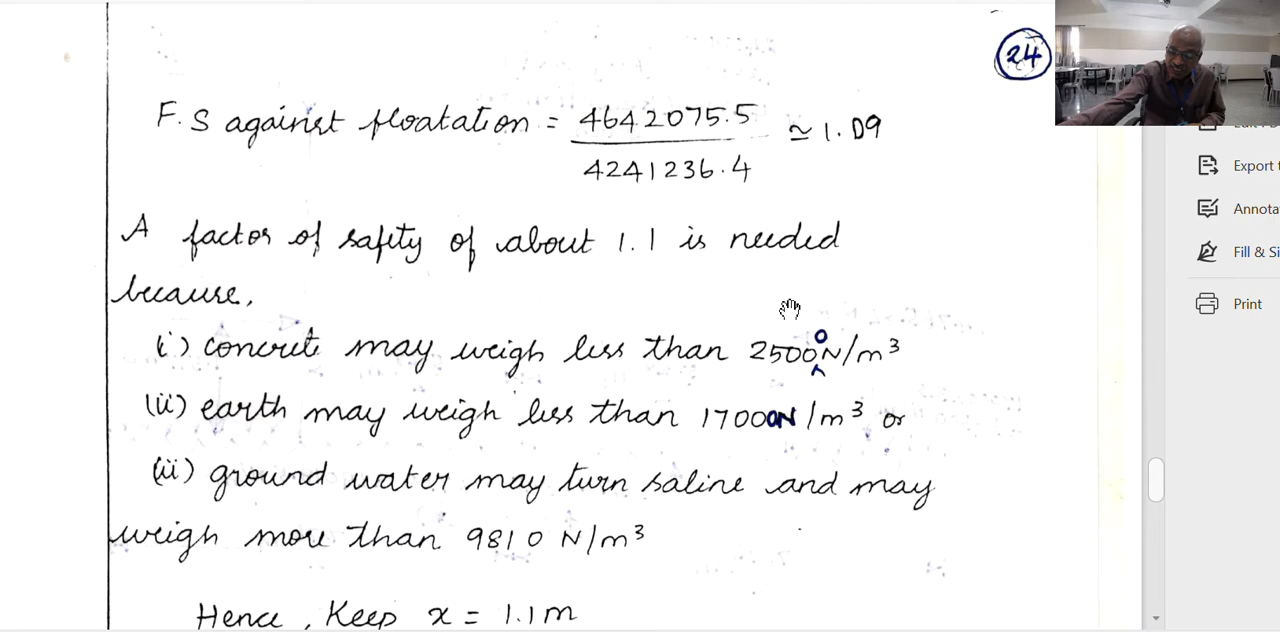 24
F.S against floatation = 4642075.5 / 4241236.4 ≃ 1.09
A factor of safety of about 1.1 is needed
because,
(i) concrete may weigh less than 25000N/m³
(ii) earth may weigh less than 17000N/m³ or
(iii) ground water may turn saline and may
weigh more than 9810 N/m³
Hence, Keep x = 1.1m
Export t
Annota
Fill & Si
Print